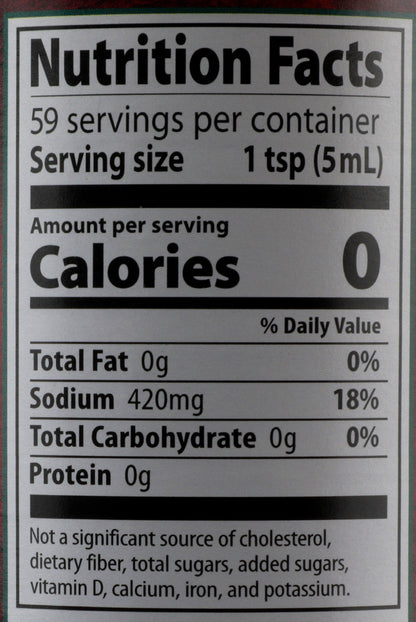 Nutrition Facts
59 servings per container
Serving size 1 tsp (5mL)
Amount per serving
Calories 0
% Daily Value
Total Fat 0g 0%
Sodium 420mg 18%
Total Carbohydrate 0g 0%
Protein 0g
Not a significant source of cholesterol,
dietary fiber, total sugars, added sugars,
vitamin D, calcium, iron, and potassium.